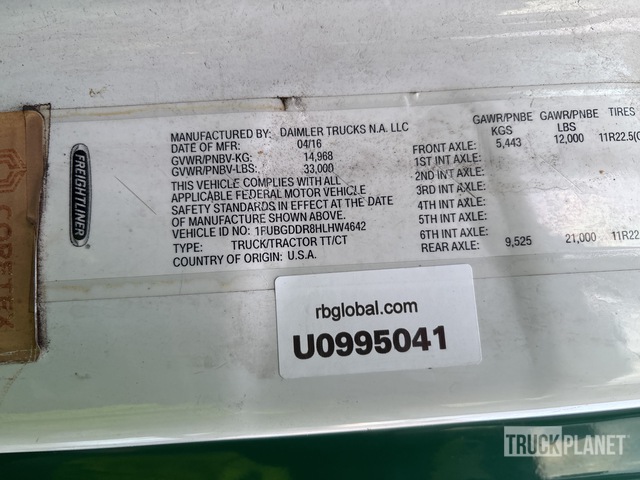 FREIGHTLINER
MANUFACTURED BY: DAIMLER TRUCKS N.A. LLC
DATE OF MFR: 04/16
GVWR/PNBV-KG: 14,968
GVWR/PNBV-LBS: 33,000
THIS VEHICLE COMPLIES WITH ALL
APPLICABLE FEDERAL MOTOR VEHICLE
SAFETY STANDARDS IN EFFECT AT THE DATE
OF MANUFACTURE SHOWN ABOVE.
VEHICLE ID NO: 1FUBGDDR8HLHW4642
TYPE: TRUCK/TRACTOR TT/CT
COUNTRY OF ORIGIN: U.S.A.
GAWR/PNBE GAWR/PNBE TIRES
KGS LBS
FRONT AXLE: 5,443 12,000 11R22.5(
1ST INT AXLE:
2ND INT AXLE:
3RD INT AXLE:
4TH INT AXLE:
5TH INT AXLE:
6TH INT AXLE:
REAR AXLE: 9,525 21,000 11R22
rbglobal.com
U0995041
TRUCKPLANET